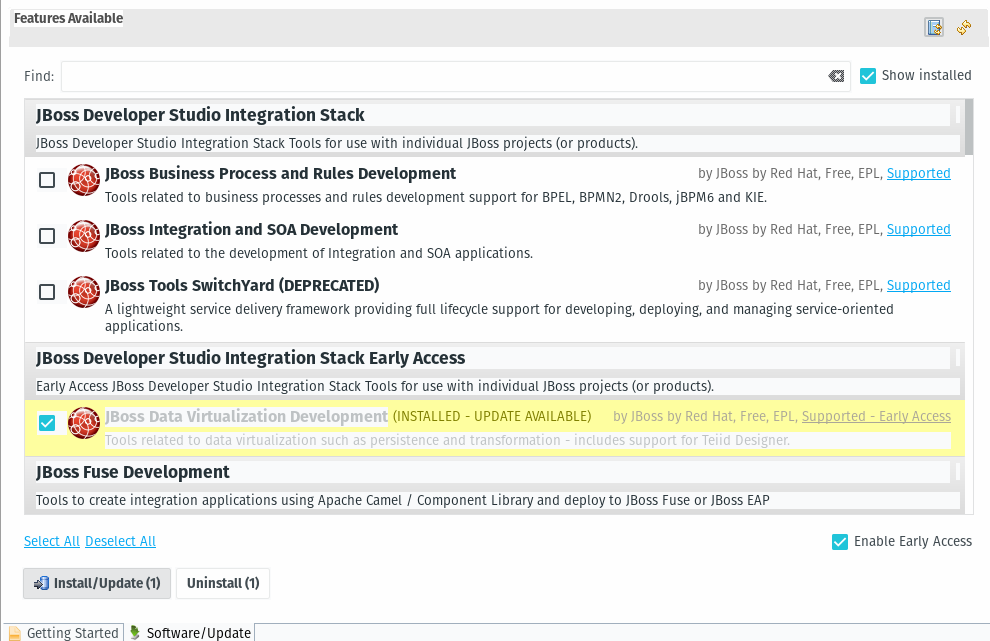 Features Available
Find:
Show installed
JBoss Developer Studio Integration Stack
JBoss Developer Studio Integration Stack Tools for use with individual JBoss projects (or products).
JBoss Business Process and Rules Development by JBoss by Red Hat, Free, EPL, Supported
Tools related to business processes and rules development support for BPEL, BPMN2, Drools, jBPM6 and KIE.
JBoss Integration and SOA Development by JBoss by Red Hat, Free, EPL, Supported
Tools related to the development of Integration and SOA applications.
JBoss Tools SwitchYard (DEPRECATED) by JBoss by Red Hat, Free, EPL, Supported
A lightweight service delivery framework providing full lifecycle support for developing, deploying, and managing service-oriented
applications.
JBoss Developer Studio Integration Stack Early Access
Early Access JBoss Developer Studio Integration Stack Tools for use with individual JBoss projects (or products).
JBoss Data Virtualization Development (INSTALLED - UPDATE AVAILABLE) by JBoss by Red Hat, Free, EPL, Supported - Early Access
Tools related to data virtualization such as persistence and transformation - includes support for Teiid Designer.
JBoss Fuse Development
Tools to create integration applications using Apache Camel / Component Library and deploy to JBoss Fuse or JBoss EAP
Select All Deselect All
Enable Early Access
Install/Update (1) Uninstall (1)
Getting Started Software/Update